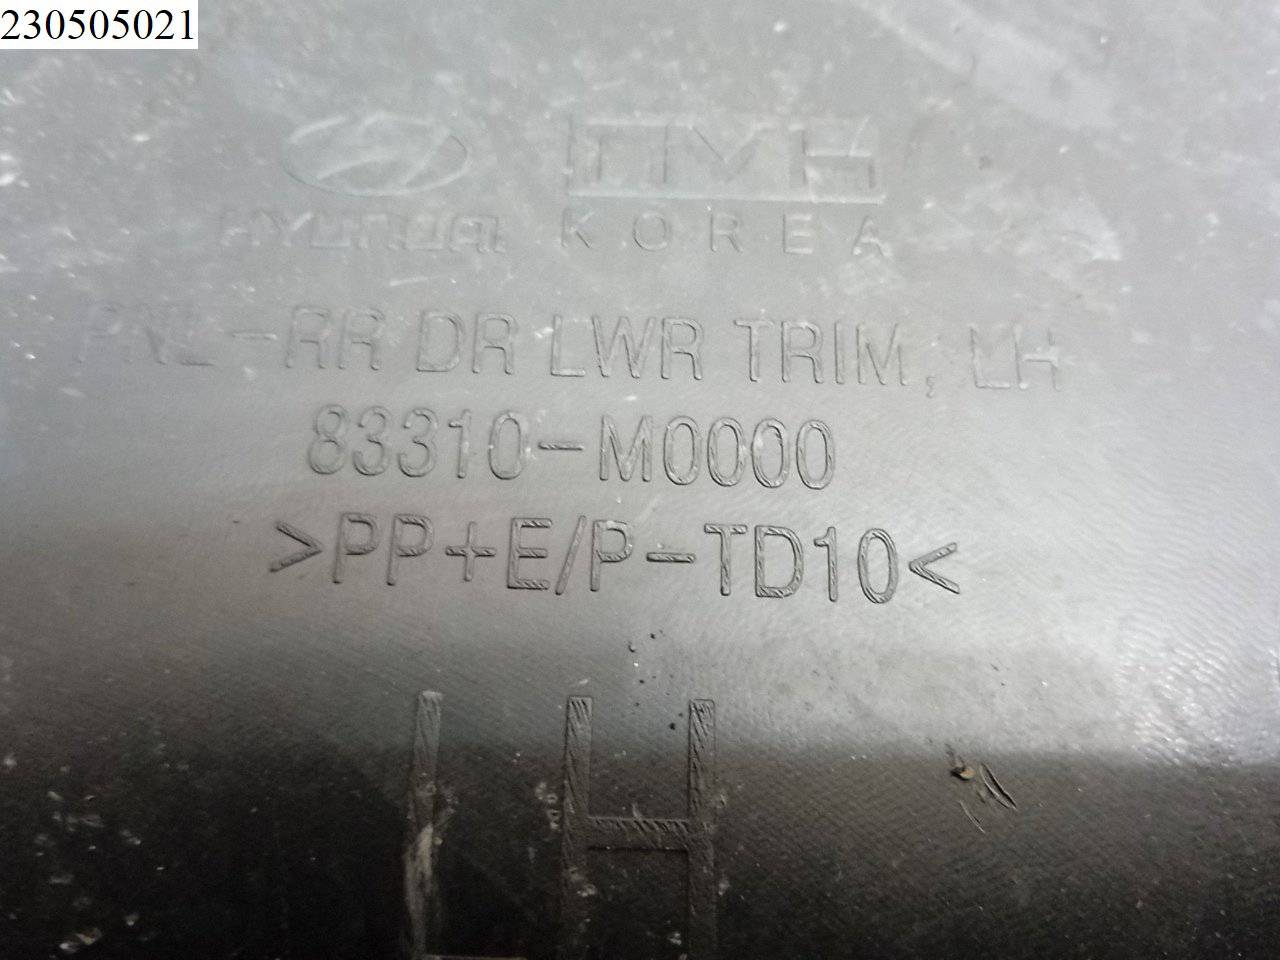 230505021
HYUNDAI KOREA
PNL-RR DR LWR TRIM, LH
83310-M0000
>PP+E/P-TD10<
LH